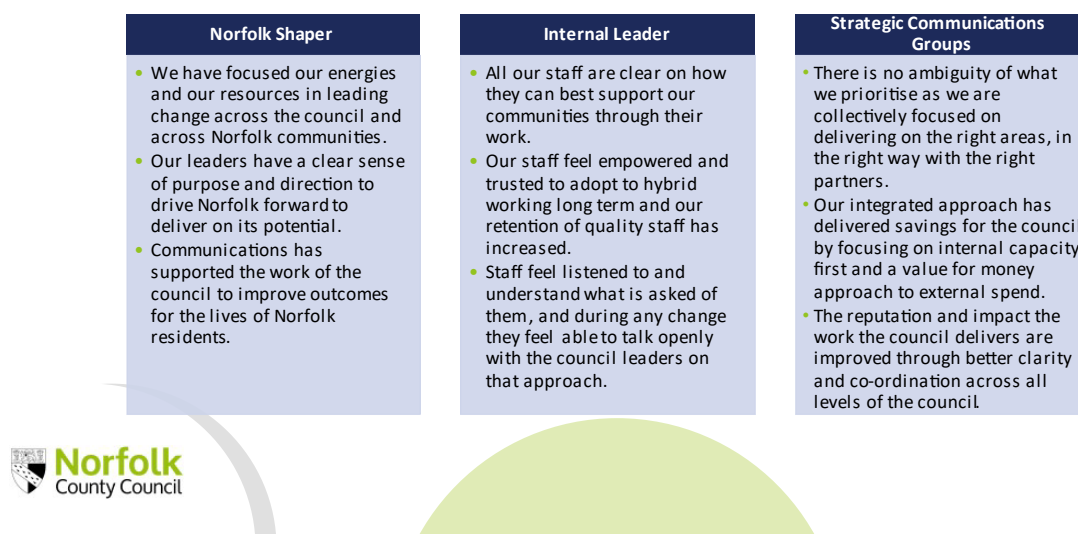 Norfolk Shaper
• We have focused our energies
and our resources in leading
change across the council and
across Norfolk communities.
• Our leaders have a clear sense
of purpose and direction to
drive Norfolk forward to
deliver on its potential.
• Communications has
supported the work of the
council to improve outcomes
for the lives of Norfolk
residents.
Internal Leader
• All our staff are clear on how
they can best support our
communities through their
work.
• Our staff feel empowered and
trusted to adopt to hybrid
working long term and our
retention of quality staff has
increased.
• Staff feel listened to and
understand what is asked of
them, and during any change
they feel able to talk openly
with the council leaders on
that approach.
Strategic Communications
Groups
• There is no ambiguity of what
we prioritise as we are
collectively focused on
delivering on the right areas, in
the right way with the right
partners.
• Our integrated approach has
delivered savings for the council
by focusing on internal capacity
first and a value for money
approach to external spend.
• The reputation and impact the
work the council delivers are
improved through better clarity
and co-ordination across all
levels of the council.
Norfolk
County Council